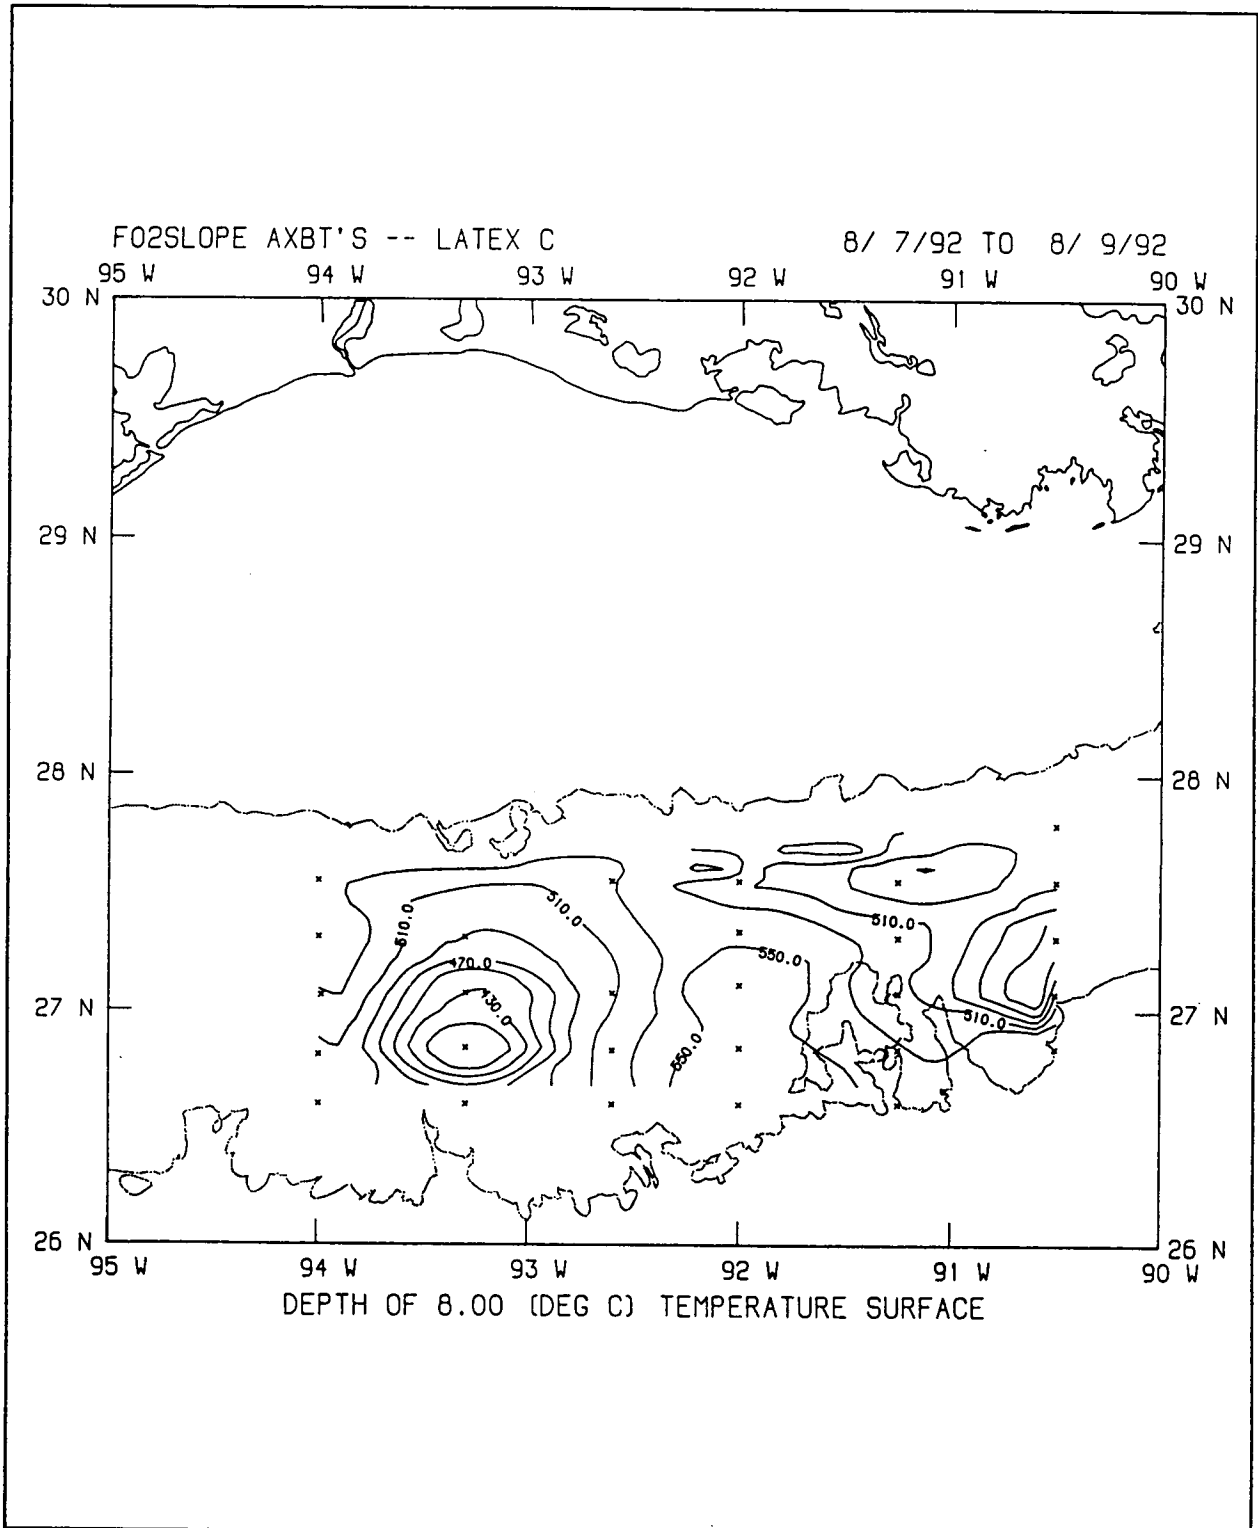 F02SLOPE AXBT'S -- LATEX C 8/ 7/92 TO 8/ 9/92
95 W 94 W 93 W 92 W 91 W 90 W
30 N 30 N
29 N 29 N
28 N 28 N
510.0 510.0 510.0
470.0 550.0
430.0
27 N 510.0 27 N
550.0
26 N 26 N
95 W 94 W 93 W 92 W 91 W 90 W
DEPTH OF 8.00 (DEG C) TEMPERATURE SURFACE